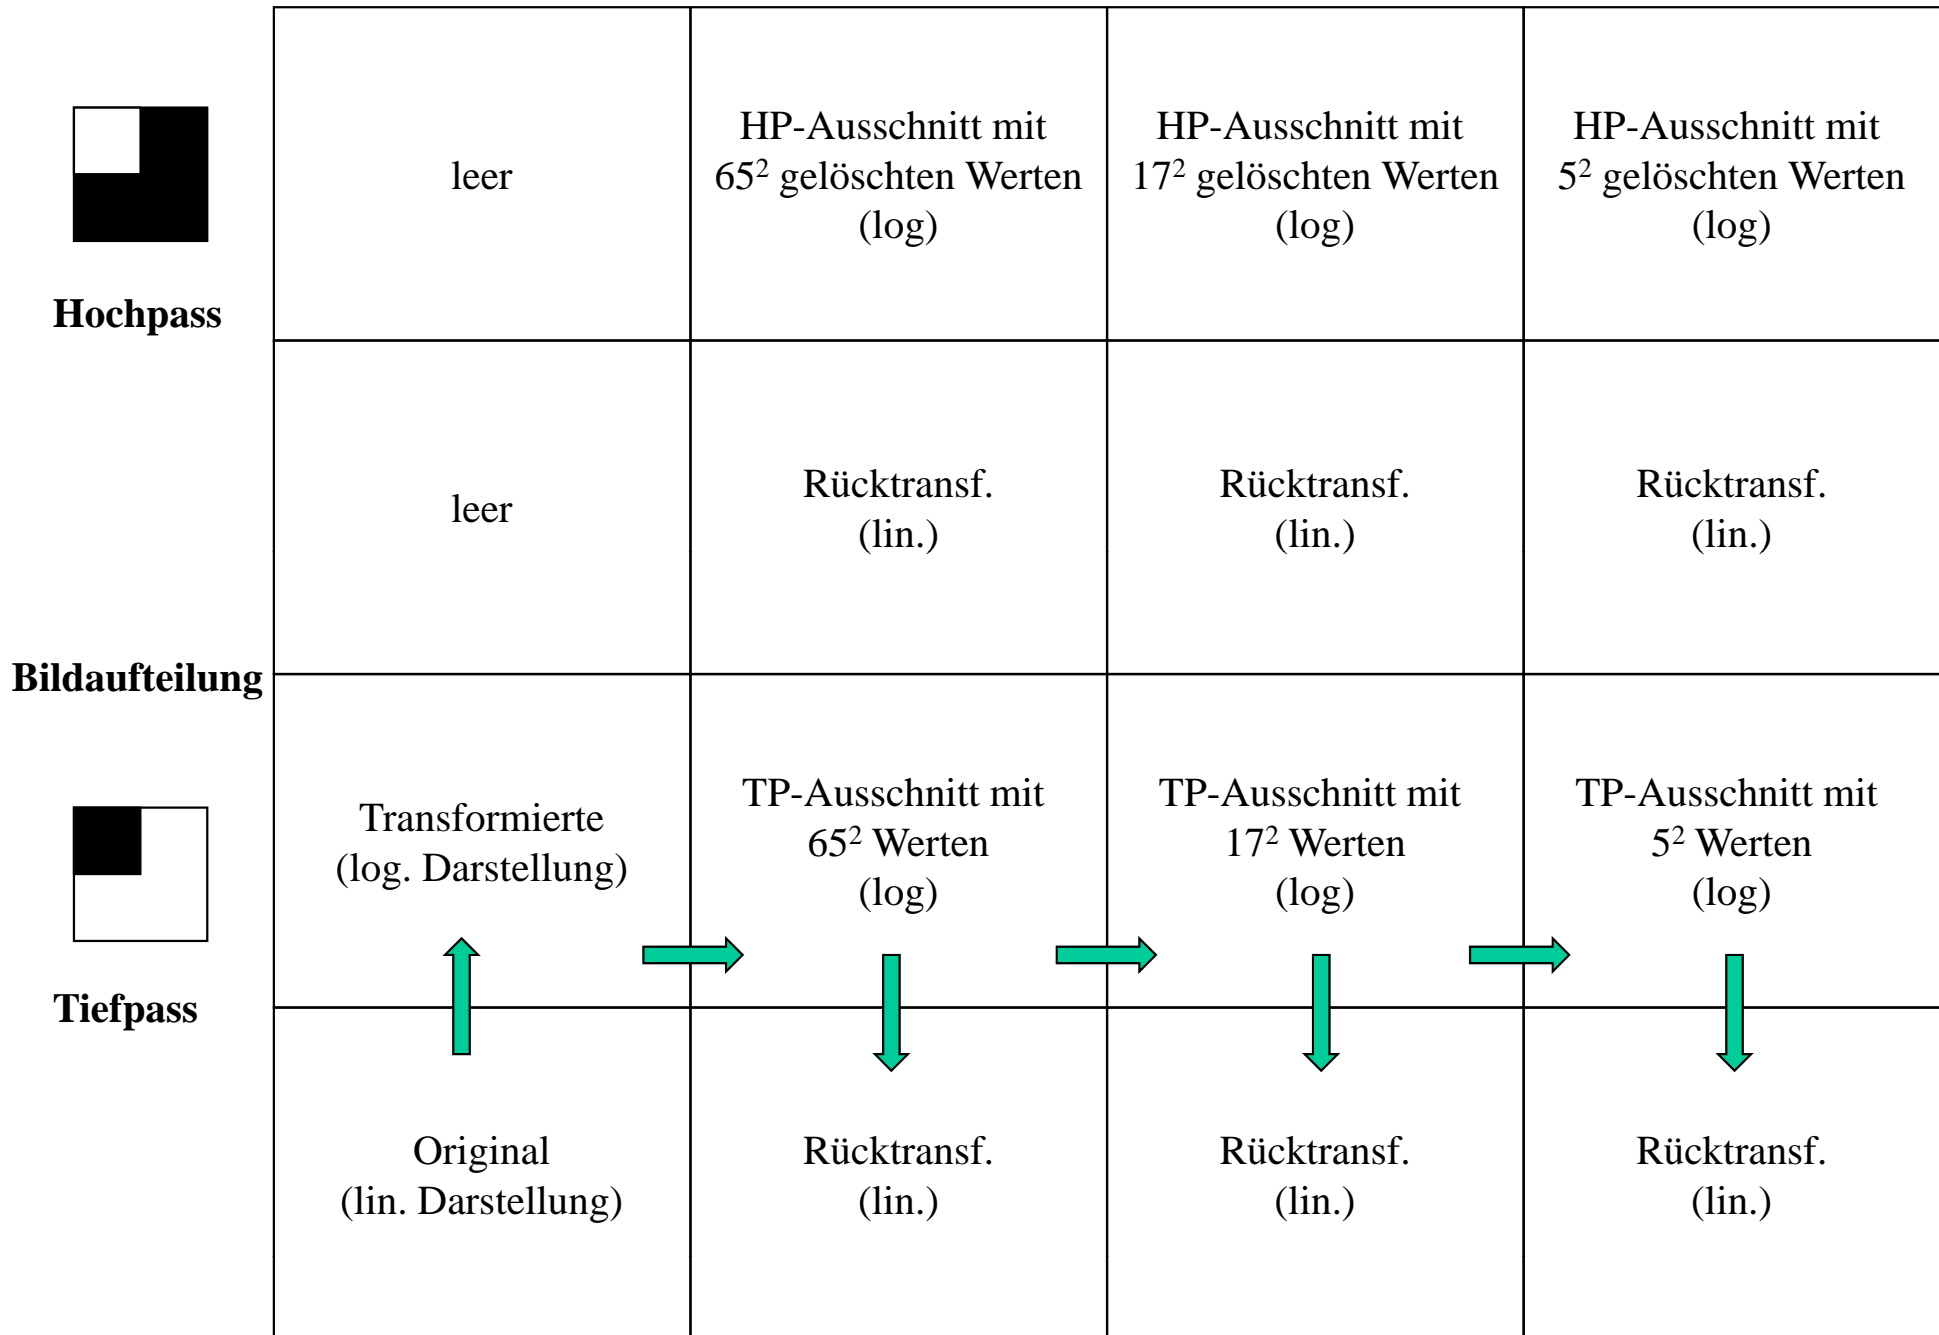 leer
HP-Ausschnitt mit
65² gelöschten Werten
(log)
HP-Ausschnitt mit
17² gelöschten Werten
(log)
HP-Ausschnitt mit
5² gelöschten Werten
(log)
Hochpass
leer
Rücktransf.
(lin.)
Rücktransf.
(lin.)
Rücktransf.
(lin.)
Bildaufteilung
Transformierte
(log. Darstellung)
TP-Ausschnitt mit
65² Werten
(log)
TP-Ausschnitt mit
17² Werten
(log)
TP-Ausschnitt mit
5² Werten
(log)
Tiefpass
Original
(lin. Darstellung)
Rücktransf.
(lin.)
Rücktransf.
(lin.)
Rücktransf.
(lin.)